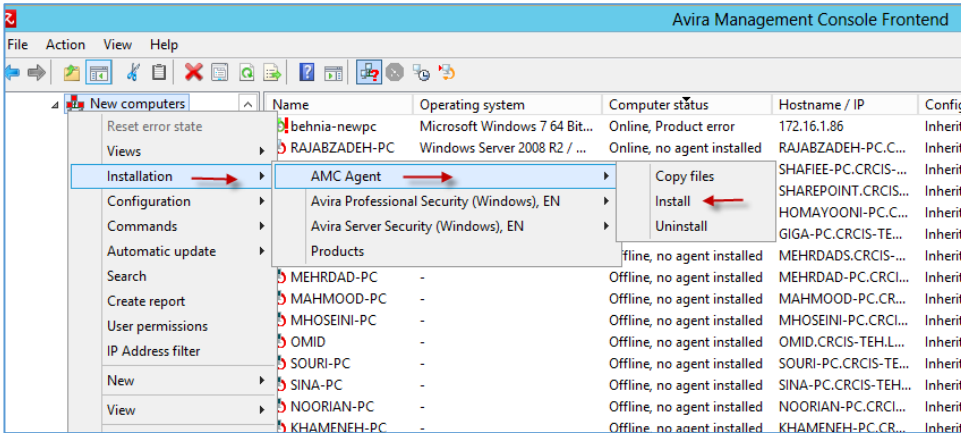 Avira Management Console Frontend
File Action View Help
New computers
Name Operating system Computer status Hostname / IP Config
Reset error state
Views
Installation
Configuration
Commands
Automatic update
Search
Create report
User permissions
IP Address filter
New
View
AMC Agent
Avira Professional Security (Windows), EN
Avira Server Security (Windows), EN
Products
Copy files
Install
Uninstall
behnia-newpc Microsoft Windows 7 64 Bit... Online, Product error 172.16.1.86 Inherit
RAJABZADEH-PC Windows Server 2008 R2 / ... Online, no agent installed RAJABZADEH-PC.C... Inherit
SHAFIEE-PC.CRCIS-... Inherit
SHAREPOINT.CRCIS... Inherit
HOMAYOONI-PC.C... Inherit
GIGA-PC.CRCIS-TE... Inherit
ffline, no agent installed MEHRDADS.CRCIS-... Inherit
MEHRDAD-PC - Offline, no agent installed MEHRDAD-PC.CRCI... Inherit
MAHMOOD-PC - Offline, no agent installed MAHMOOD-PC.CR... Inherit
MHOSEINI-PC - Offline, no agent installed MHOSEINI-PC.CRCI... Inherit
OMID - Offline, no agent installed OMID.CRCIS-TEH.L... Inherit
SOURI-PC - Offline, no agent installed SOURI-PC.CRCIS-TE... Inherit
SINA-PC - Offline, no agent installed SINA-PC.CRCIS-TEH... Inherit
NOORIAN-PC - Offline, no agent installed NOORIAN-PC.CRCI... Inherit
KHAMENEH-PC - Offline, no agent installed KHAMENEH-PC.CR... Inherit